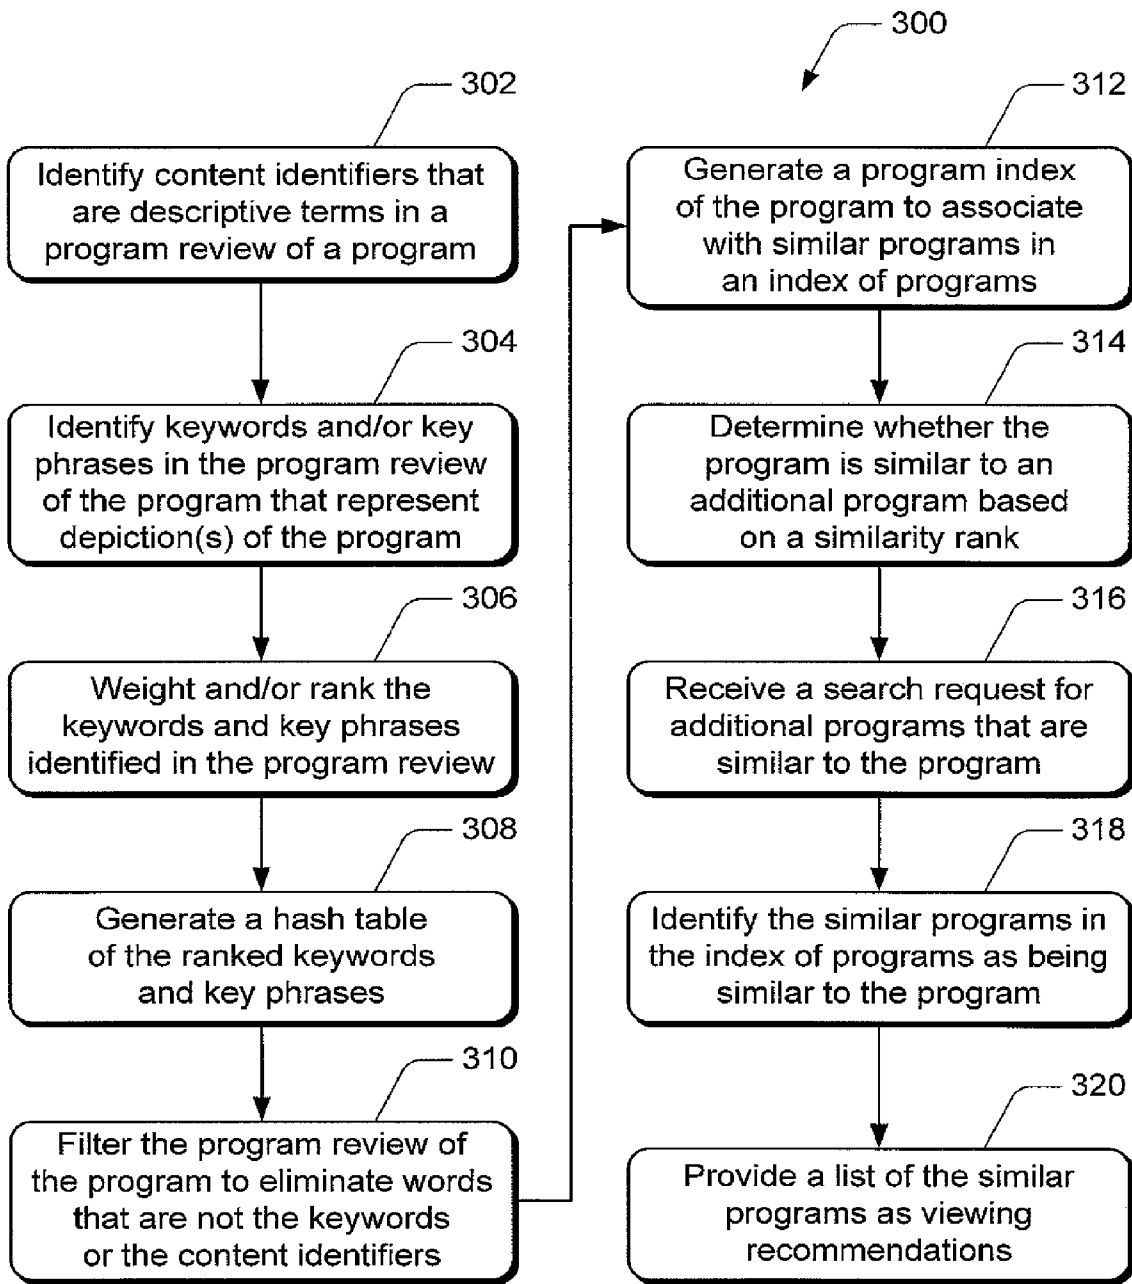 300
302
Identify content identifiers that
are descriptive terms in a
program review of a program
304
Identify keywords and/or key
phrases in the program review
of the program that represent
depiction(s) of the program
306
Weight and/or rank the
keywords and key phrases
identified in the program review
308
Generate a hash table
of the ranked keywords
and key phrases
310
Filter the program review of
the program to eliminate words
that are not the keywords
or the content identifiers
312
Generate a program index
of the program to associate
with similar programs in
an index of programs
314
Determine whether the
program is similar to an
additional program based
on a similarity rank
316
Receive a search request for
additional programs that are
similar to the program
318
Identify the similar programs in
the index of programs as being
similar to the program
320
Provide a list of the similar
programs as viewing
recommendations